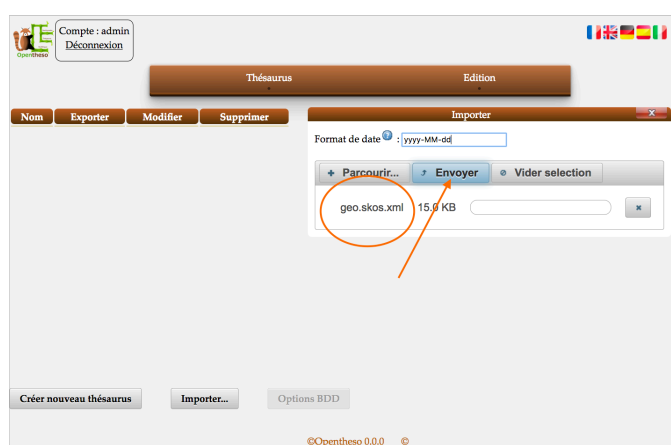 Compte : admin
Déconnexion
Opentheso
Thésaurus Edition
Nom Exporter Modifier Supprimer
Importer x
Format de date ? : yyyy-MM-dd
+ Parcourir... Envoyer Vider selection
geo.skos.xml 15.0 KB
Créer nouveau thésaurus Importer... Options BDD
©Opentheso 0.0.0 ©